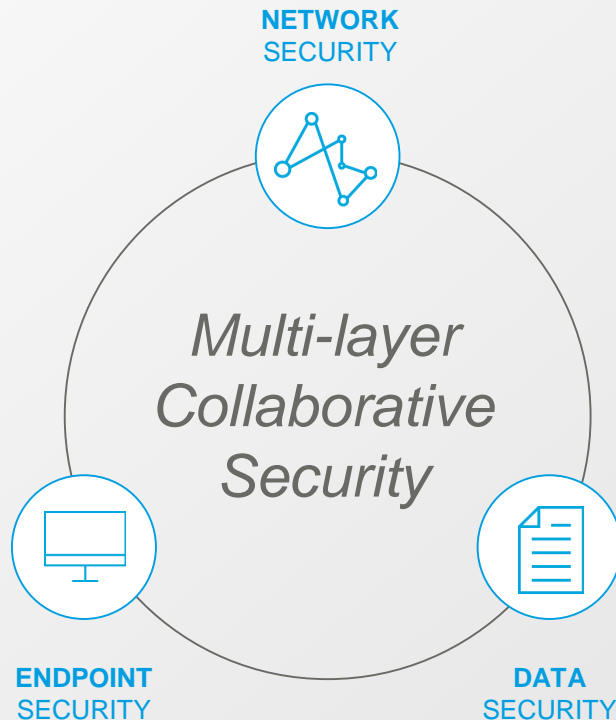 NETWORK
SECURITY
Multi-layer
Collaborative
Security
ENDPOINT
SECURITY
DATA
SECURITY